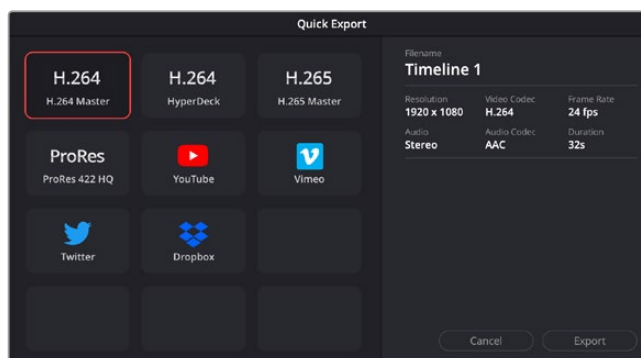 Quick Export
H.264
H.264 Master
H.264
HyperDeck
H.265
H.265 Master
ProRes
ProRes 422 HQ
YouTube
Vimeo
Twitter
Dropbox
Filename
Timeline 1
Resolution Video Codec Frame Rate
1920 x 1080 H.264 24 fps
Audio Audio Codec Duration
Stereo AAC 32s
Cancel Export